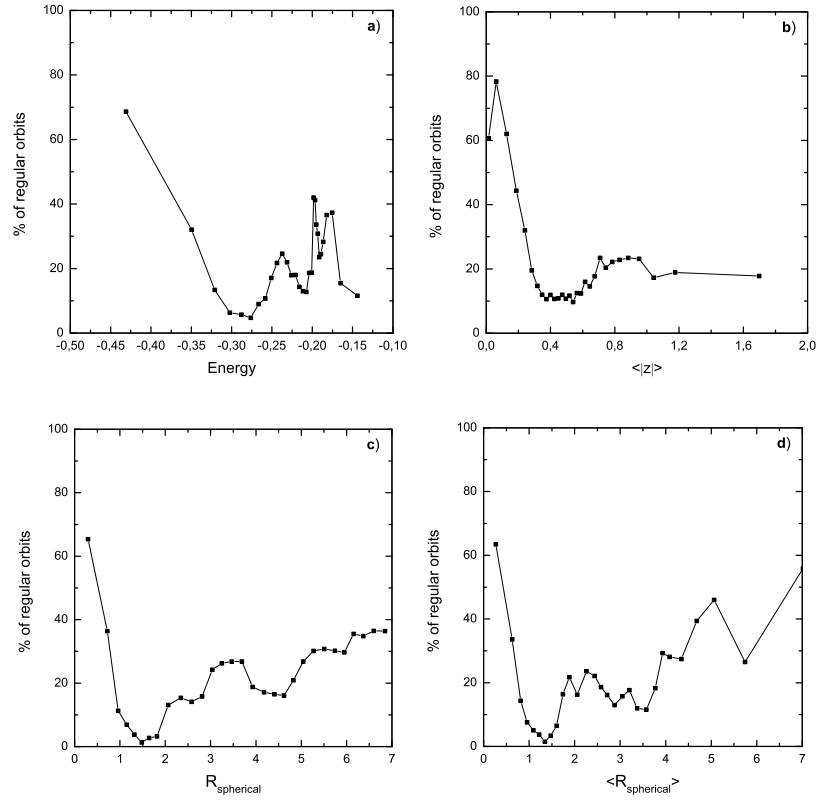 a)
% of regular orbits
100
80
60
40
20
0
-0,50 -0,45 -0,40 -0,35 -0,30 -0,25 -0,20 -0,15 -0,10
Energy
b)
% of regular orbits
100
80
60
40
20
0
0,0 0,4 0,8 1,2 1,6 2,0
<|z|>
c)
% of regular orbits
100
80
60
40
20
0
0 1 2 3 4 5 6 7
R_spherical
d)
% of regular orbits
100
80
60
40
20
0
0 1 2 3 4 5 6 7
<R_spherical>